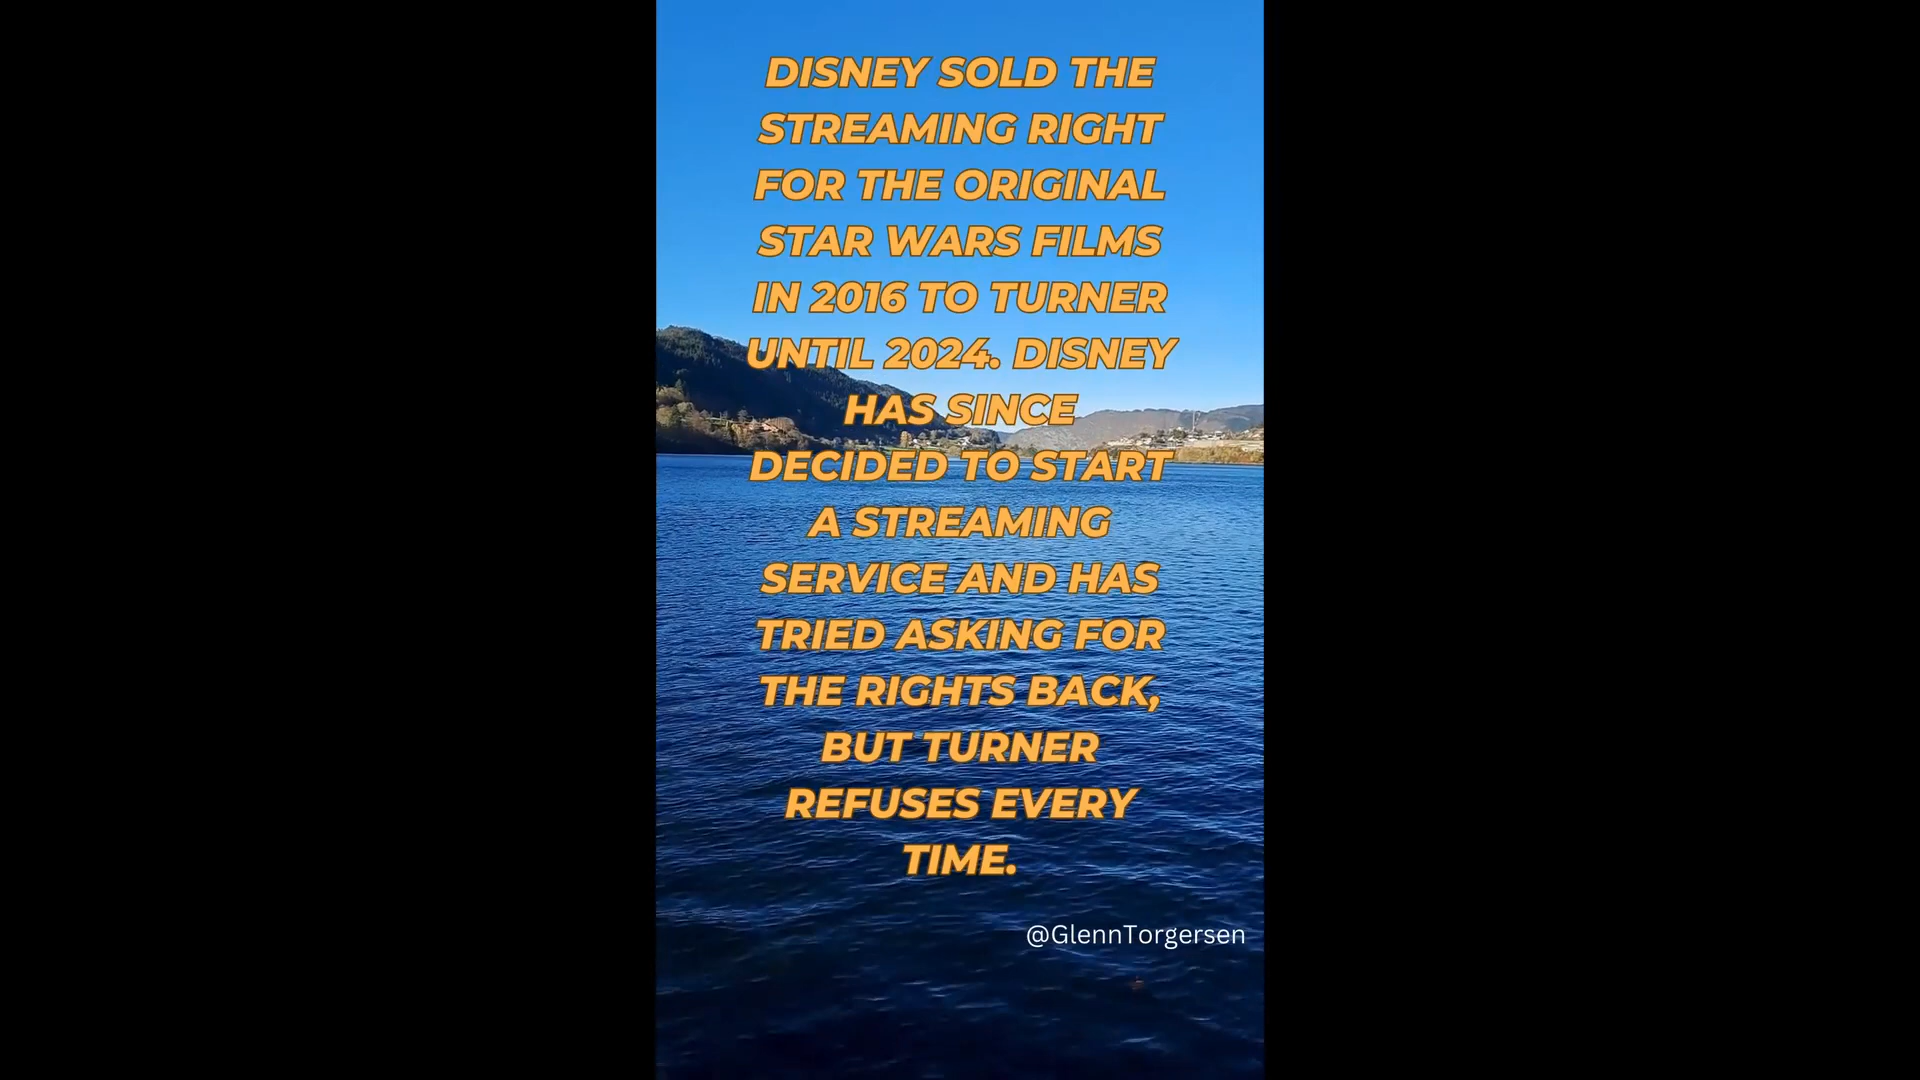 DISNEY SOLD THE
STREAMING RIGHT
FOR THE ORIGINAL
STAR WARS FILMS
IN 2016 TO TURNER
UNTIL 2024. DISNEY
HAS SINCE
DECIDED TO START
A STREAMING
SERVICE AND HAS
TRIED ASKING FOR
THE RIGHTS BACK,
BUT TURNER
REFUSES EVERY
TIME.
@GlennTorgersen